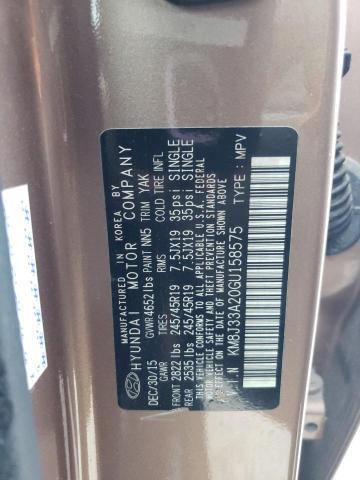 MANUFACTURED BY
HYUNDAI MOTOR COMPANY
IN KOREA
DEC/30/15 GVWR 4652 lbs PAINT NN5 TRIM YAK
GAWR TIRES RIMS COLD TIRE INFL
FRONT 2822 lbs 245/45R19 7.5JX19 35psi SINGLE
REAR 2535 lbs 245/45R19 7.5JX19 35psi SINGLE
THIS VEHICLE CONFORMS TO ALL APPLICABLE U.S. FEDERAL
MOTOR VEHICLE SAFETY, BUMPER, AND THEFT PREVENTION
STANDARDS IN EFFECT ON THE DATE OF MANUFACTURE SHOWN ABOVE.
V.I.N KM8J33A20GU158575 TYPE : MPV